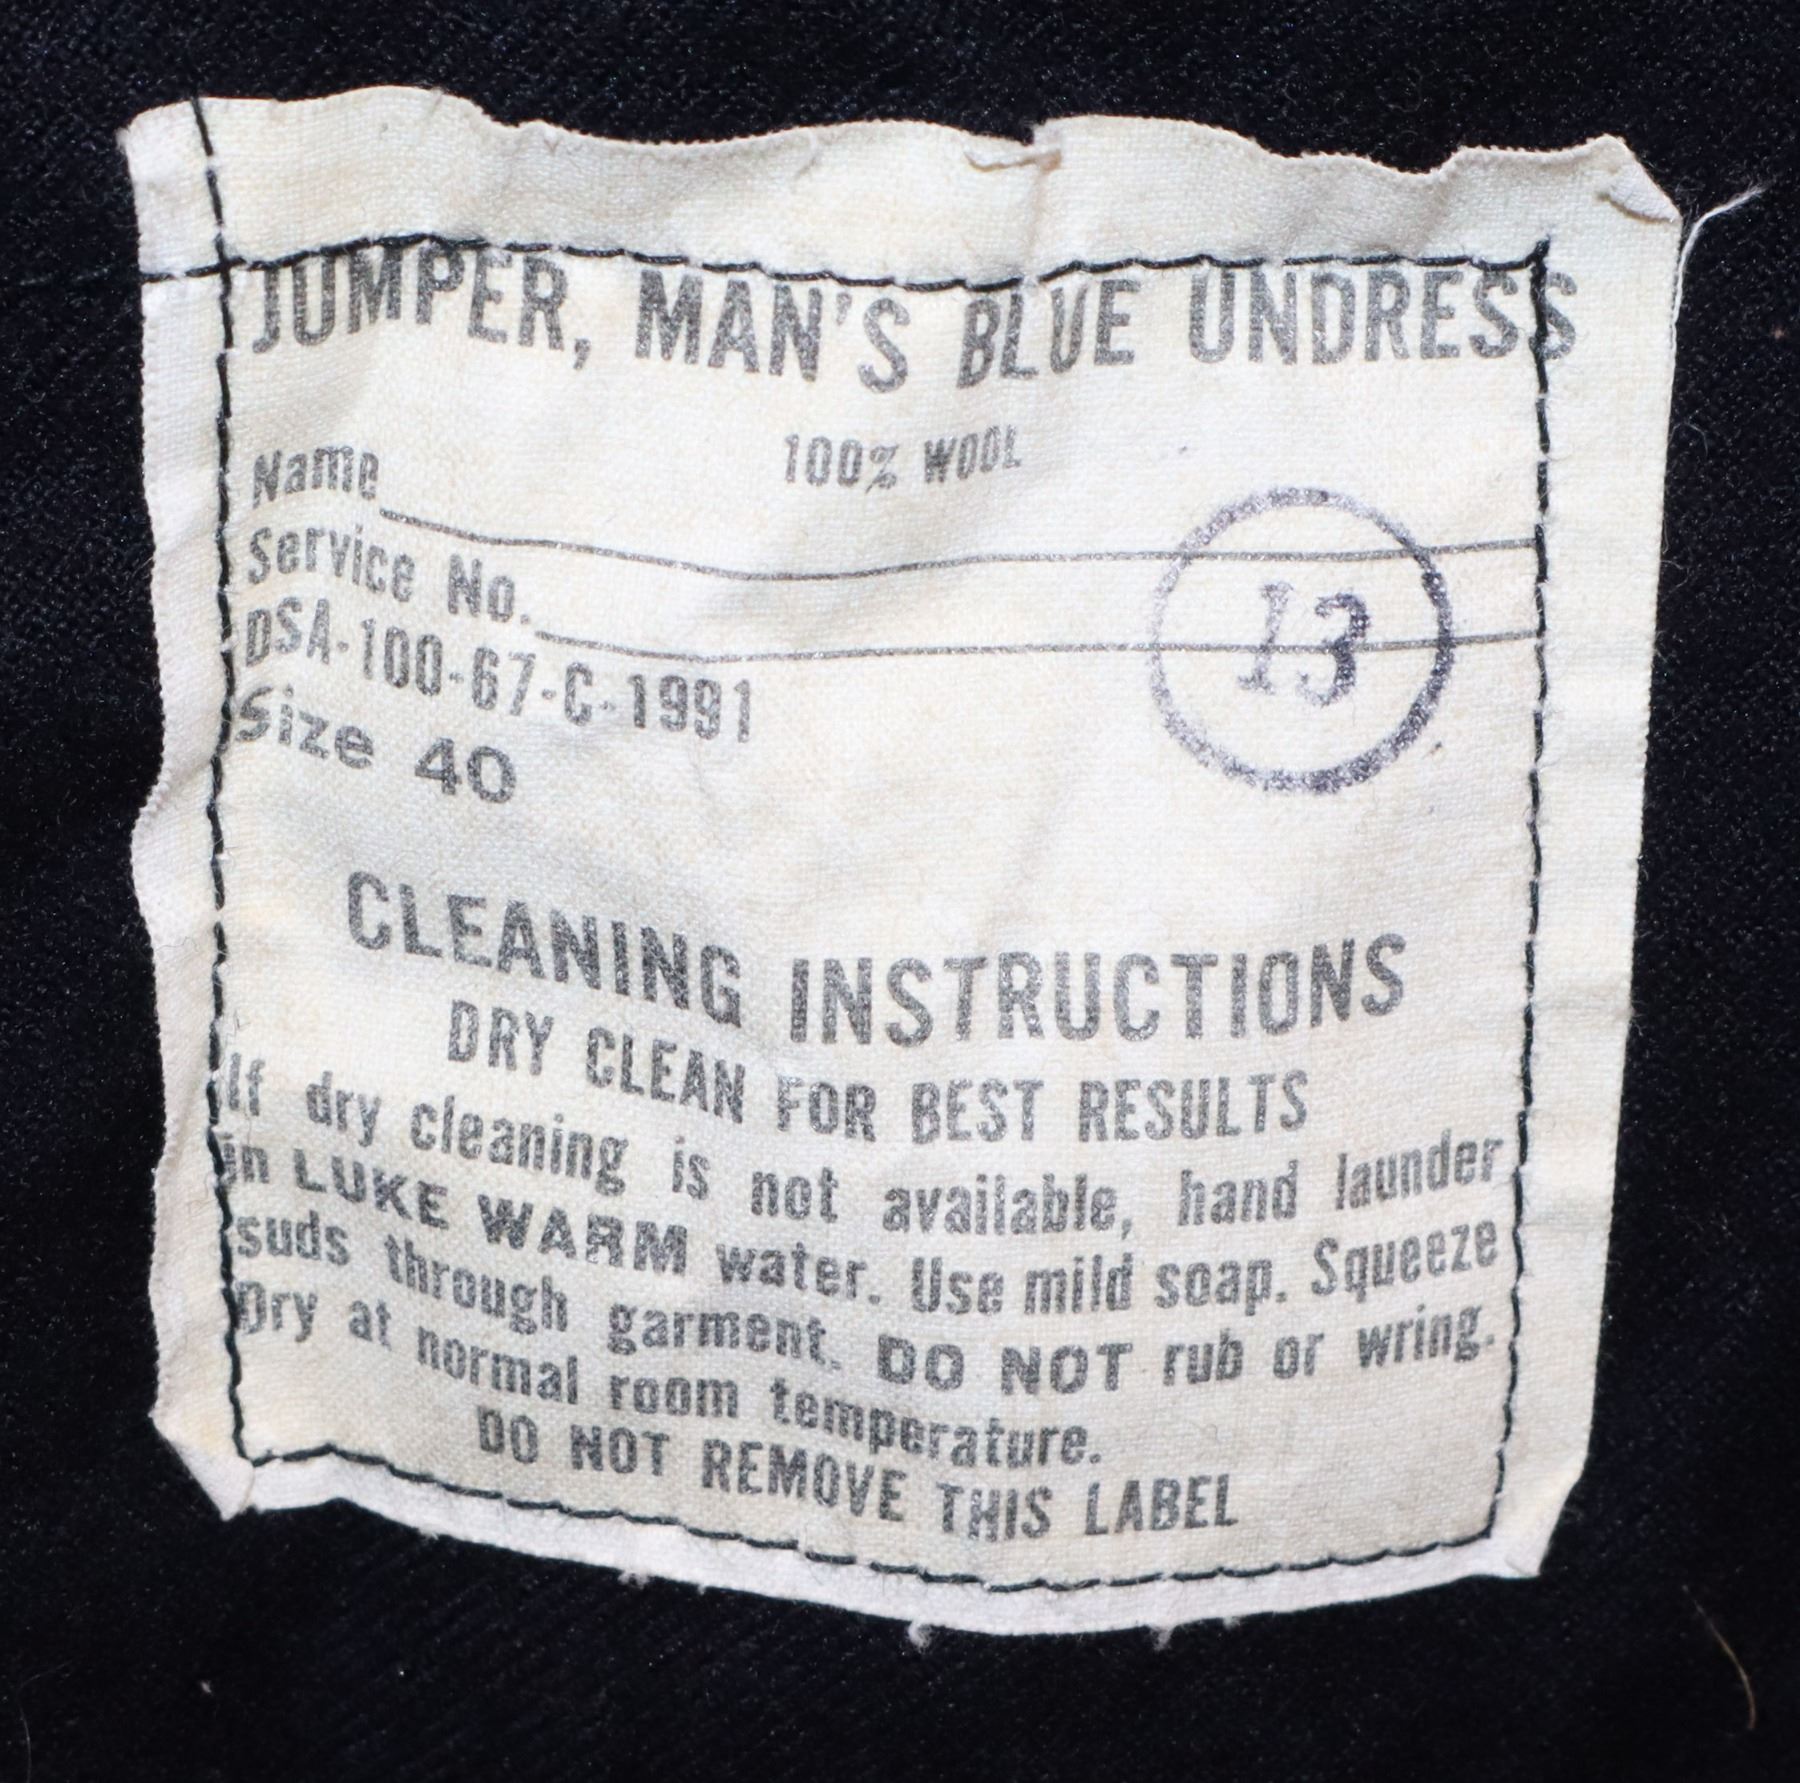 JUMPER, MAN'S BLUE UNDRESS
100% WOOL
Name
Service No.
13
DSA-100-67-C-1991
Size 40
CLEANING INSTRUCTIONS
DRY CLEAN FOR BEST RESULTS
If dry cleaning is not available, hand launder
in LUKE WARM water. Use mild soap. Squeeze
suds through garment. DO NOT rub or wring.
Dry at normal room temperature.
DO NOT REMOVE THIS LABEL